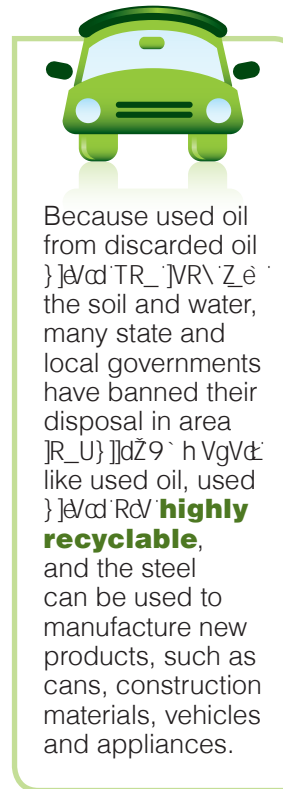 Because used oil
from discarded oil
the soil and water,
many state and
local governments
have banned their
disposal in area
like used oil, used
highly
recyclable,
and the steel
can be used to
manufacture new
products, such as
cans, construction
materials, vehicles
and appliances.